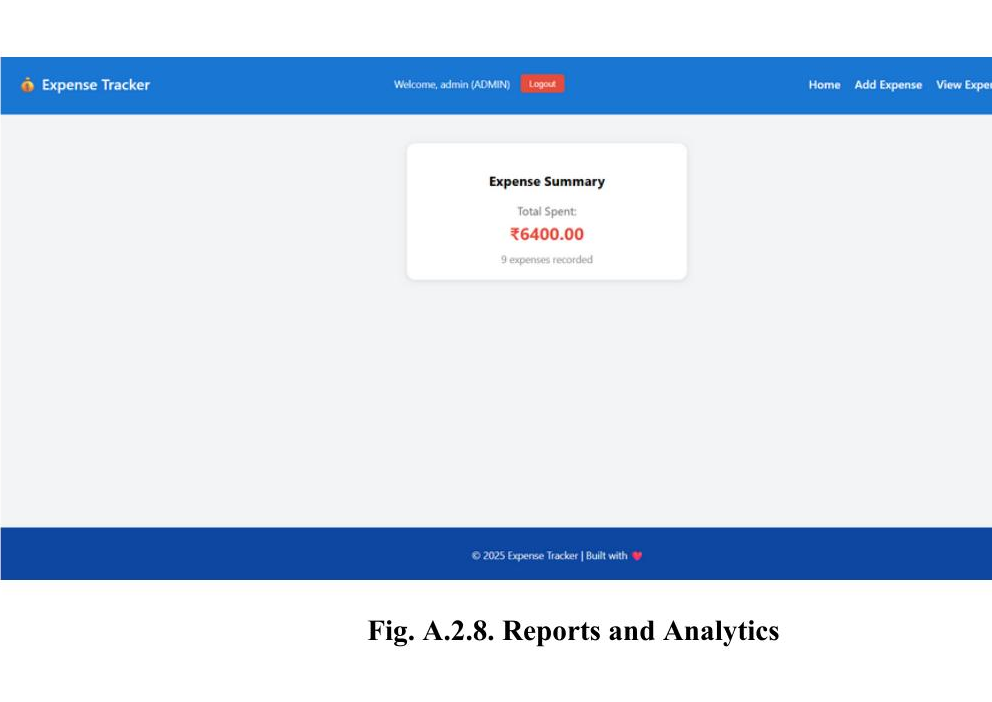 Expense Tracker
Welcome, admin (ADMIN) Logout
Home Add Expense View
Expense Summary
Total Spent:
₹6400.00
9 expenses recorded
© 2025 Expense Tracker | Built with ❤
Fig. A.2.8. Reports and Analytics